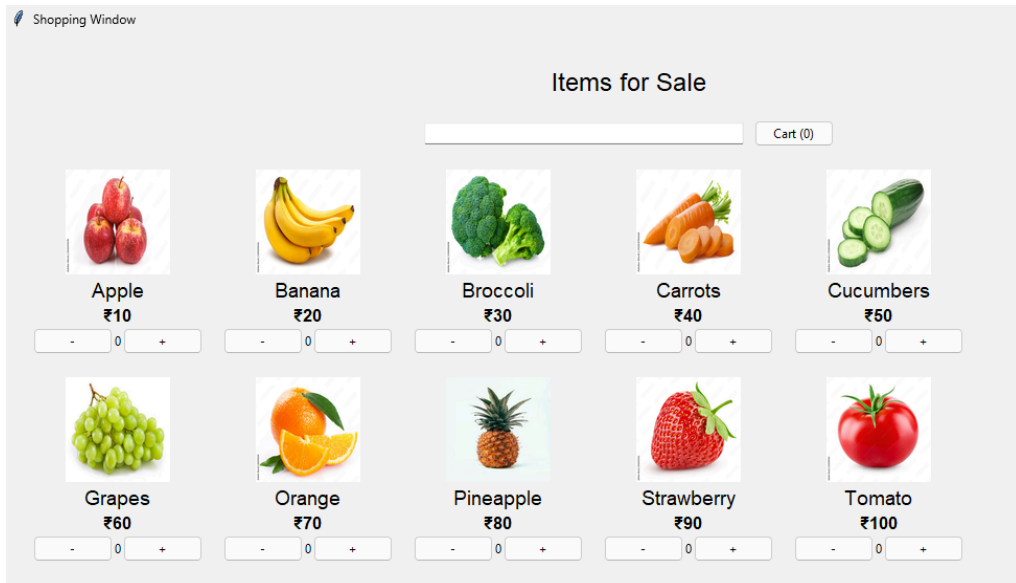 Shopping Window
Items for Sale
Cart (0)
Apple Banana Broccoli Carrots Cucumbers
₹10 ₹20 ₹30 ₹40 ₹50
- 0 + - 0 + - 0 + - 0 + - 0 +
Grapes Orange Pineapple Strawberry Tomato
₹60 ₹70 ₹80 ₹90 ₹100
- 0 + - 0 + - 0 + - 0 + - 0 +